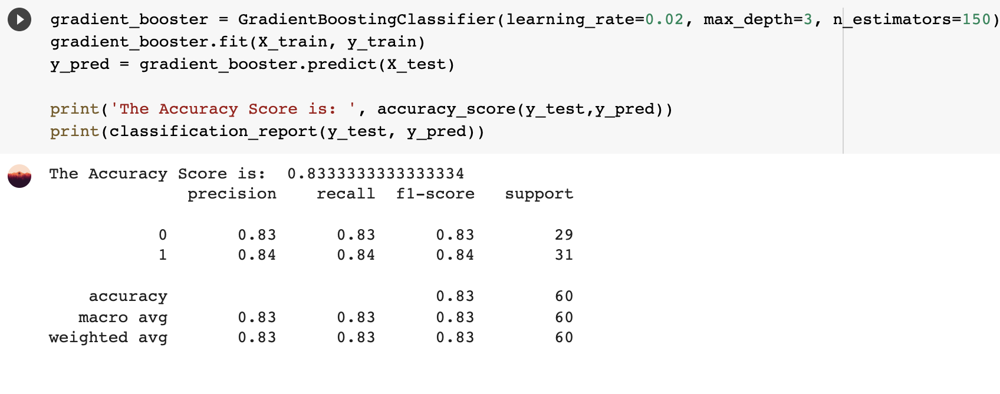 gradient_booster = GradientBoostingClassifier(learning_rate=0.02, max_depth=3, n_estimators=150)
gradient_booster.fit(X_train, y_train)
y_pred = gradient_booster.predict(X_test)
print('The Accuracy Score is: ', accuracy_score(y_test,y_pred))
print(classification_report(y_test, y_pred))
The Accuracy Score is:  0.8333333333333334
precision recall f1-score support
0 0.83 0.83 0.83 29
1 0.84 0.84 0.84 31
accuracy 0.83 60
macro avg 0.83 0.83 0.83 60
weighted avg 0.83 0.83 0.83 60